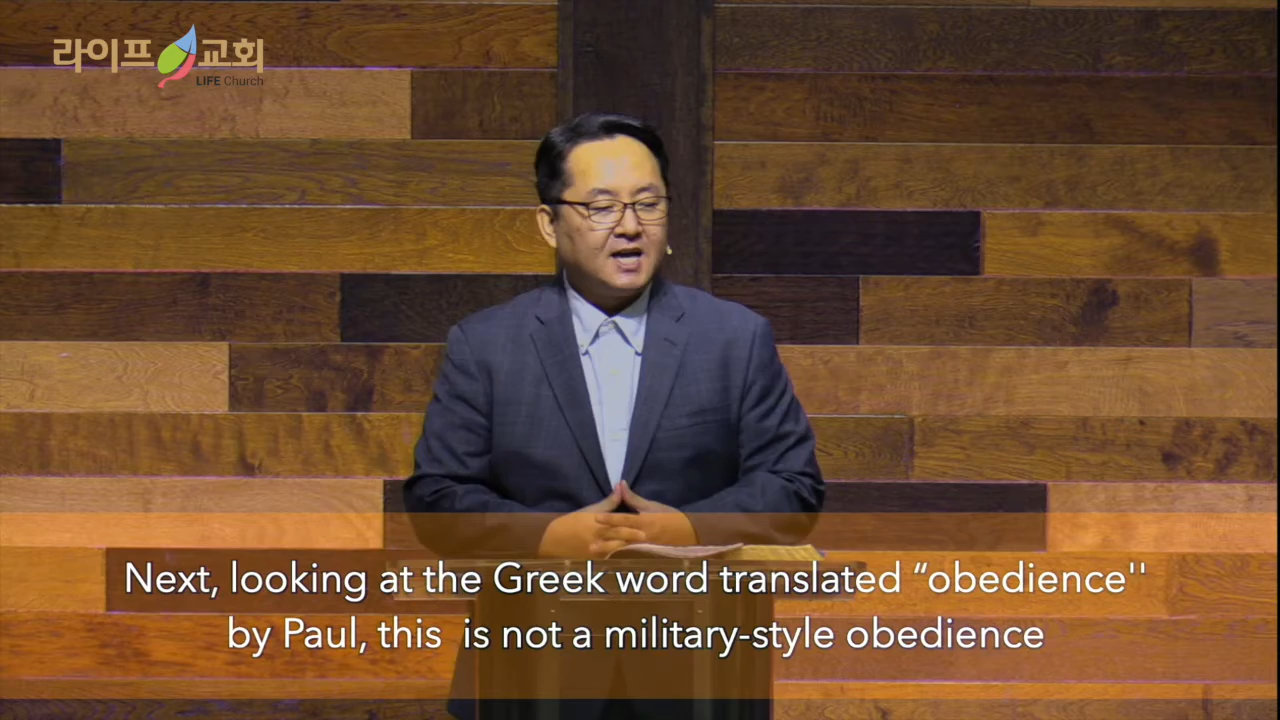 라이프 교회
LIFE Church
Next, looking at the Greek word translated “obedience''
by Paul, this  is not a military-style obedience